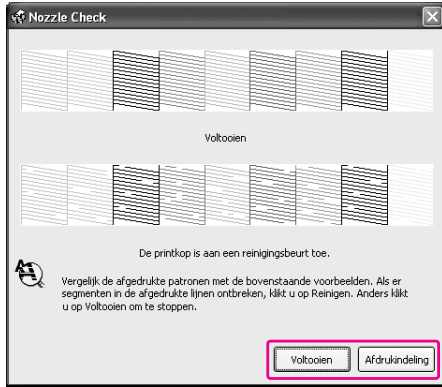 Nozzle Check
Voltooien
De printkop is aan een reinigingsbeurt toe.
Vergelijk de afgedrukte patronen met de bovenstaande voorbeelden. Als er
segmenten in de afgedrukte lijnen ontbreken, klikt u op Reinigen. Anders klikt
u op Voltooien om te stoppen.
Voltooien
Afdrukindeling